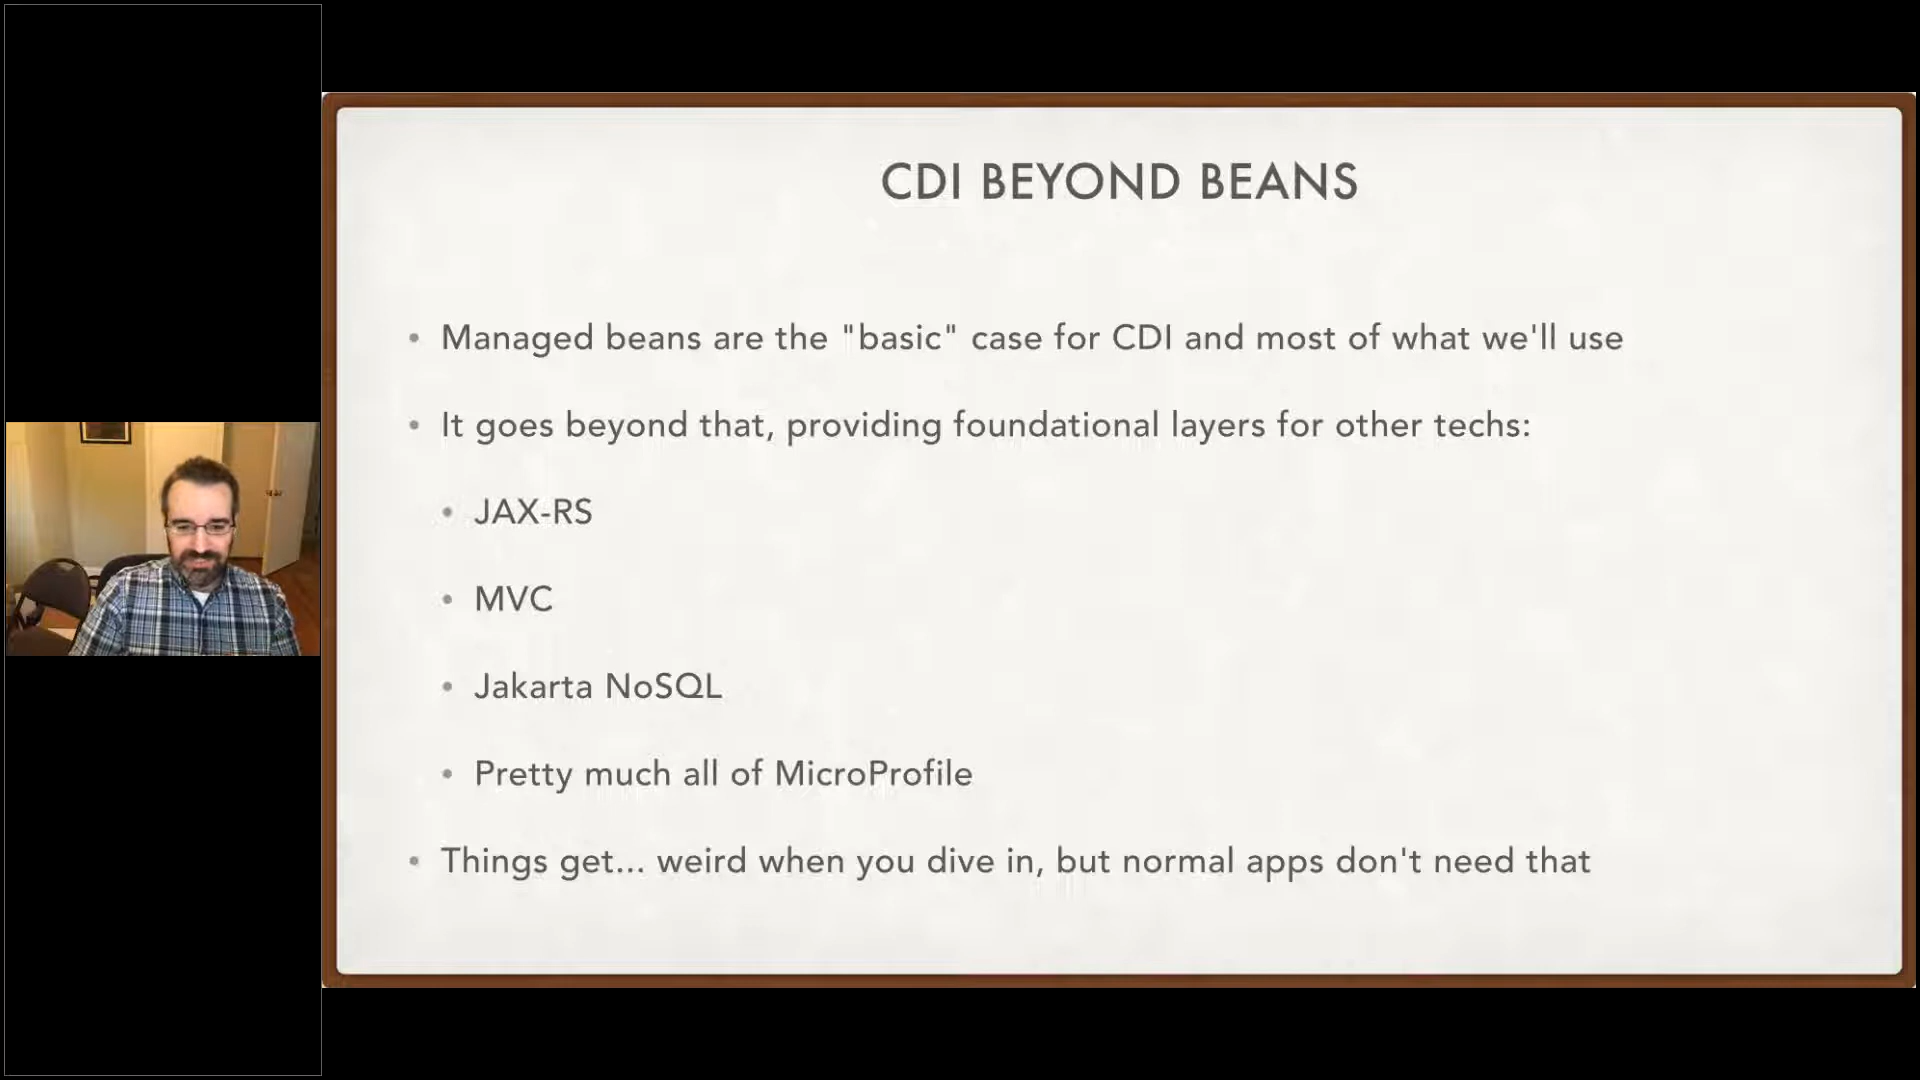 CDI BEYOND BEANS
• Managed beans are the "basic" case for CDI and most of what we'll use
• It goes beyond that, providing foundational layers for other techs:
• JAX-RS
• MVC
• Jakarta NoSQL
• Pretty much all of MicroProfile
• Things get... weird when you dive in, but normal apps don't need that